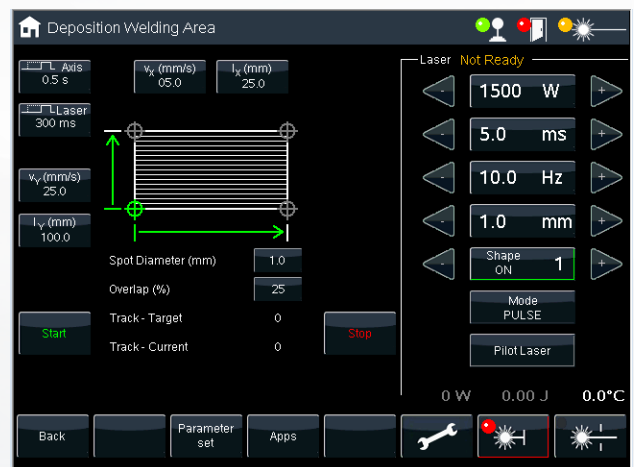 Deposition Welding Area
Axis
0.5 s
vX (mm/s)
05.0
lX (mm)
25.0
Laser
300 ms
vY (mm/s)
25.0
lY (mm)
100.0
Spot Diameter (mm) 1.0
Overlap (%) 25
Track - Target 0
Track - Current 0
Start
Stop
Laser Not Ready
- 1500 W +
- 5.0 ms +
- 10.0 Hz +
- 1.0 mm +
- Shape ON 1 +
Mode
PULSE
Pilot Laser
0 W 0.00 J 0.0°C
Back
Parameter
set
Apps